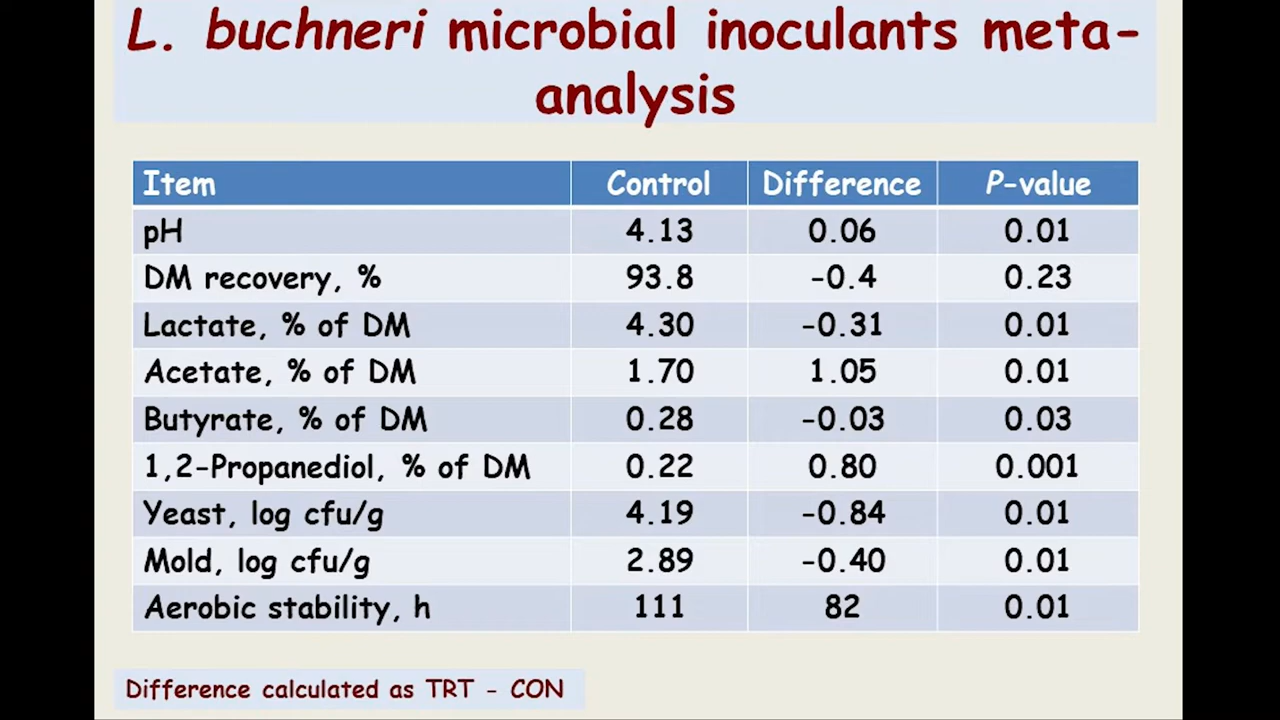 L. buchneri microbial inoculants meta-
analysis
Item Control Difference P-value
pH 4.13 0.06 0.01
DM recovery, % 93.8 -0.4 0.23
Lactate, % of DM 4.30 -0.31 0.01
Acetate, % of DM 1.70 1.05 0.01
Butyrate, % of DM 0.28 -0.03 0.03
1,2-Propanediol, % of DM 0.22 0.80 0.001
Yeast, log cfu/g 4.19 -0.84 0.01
Mold, log cfu/g 2.89 -0.40 0.01
Aerobic stability, h 111 82 0.01
Difference calculated as TRT - CON